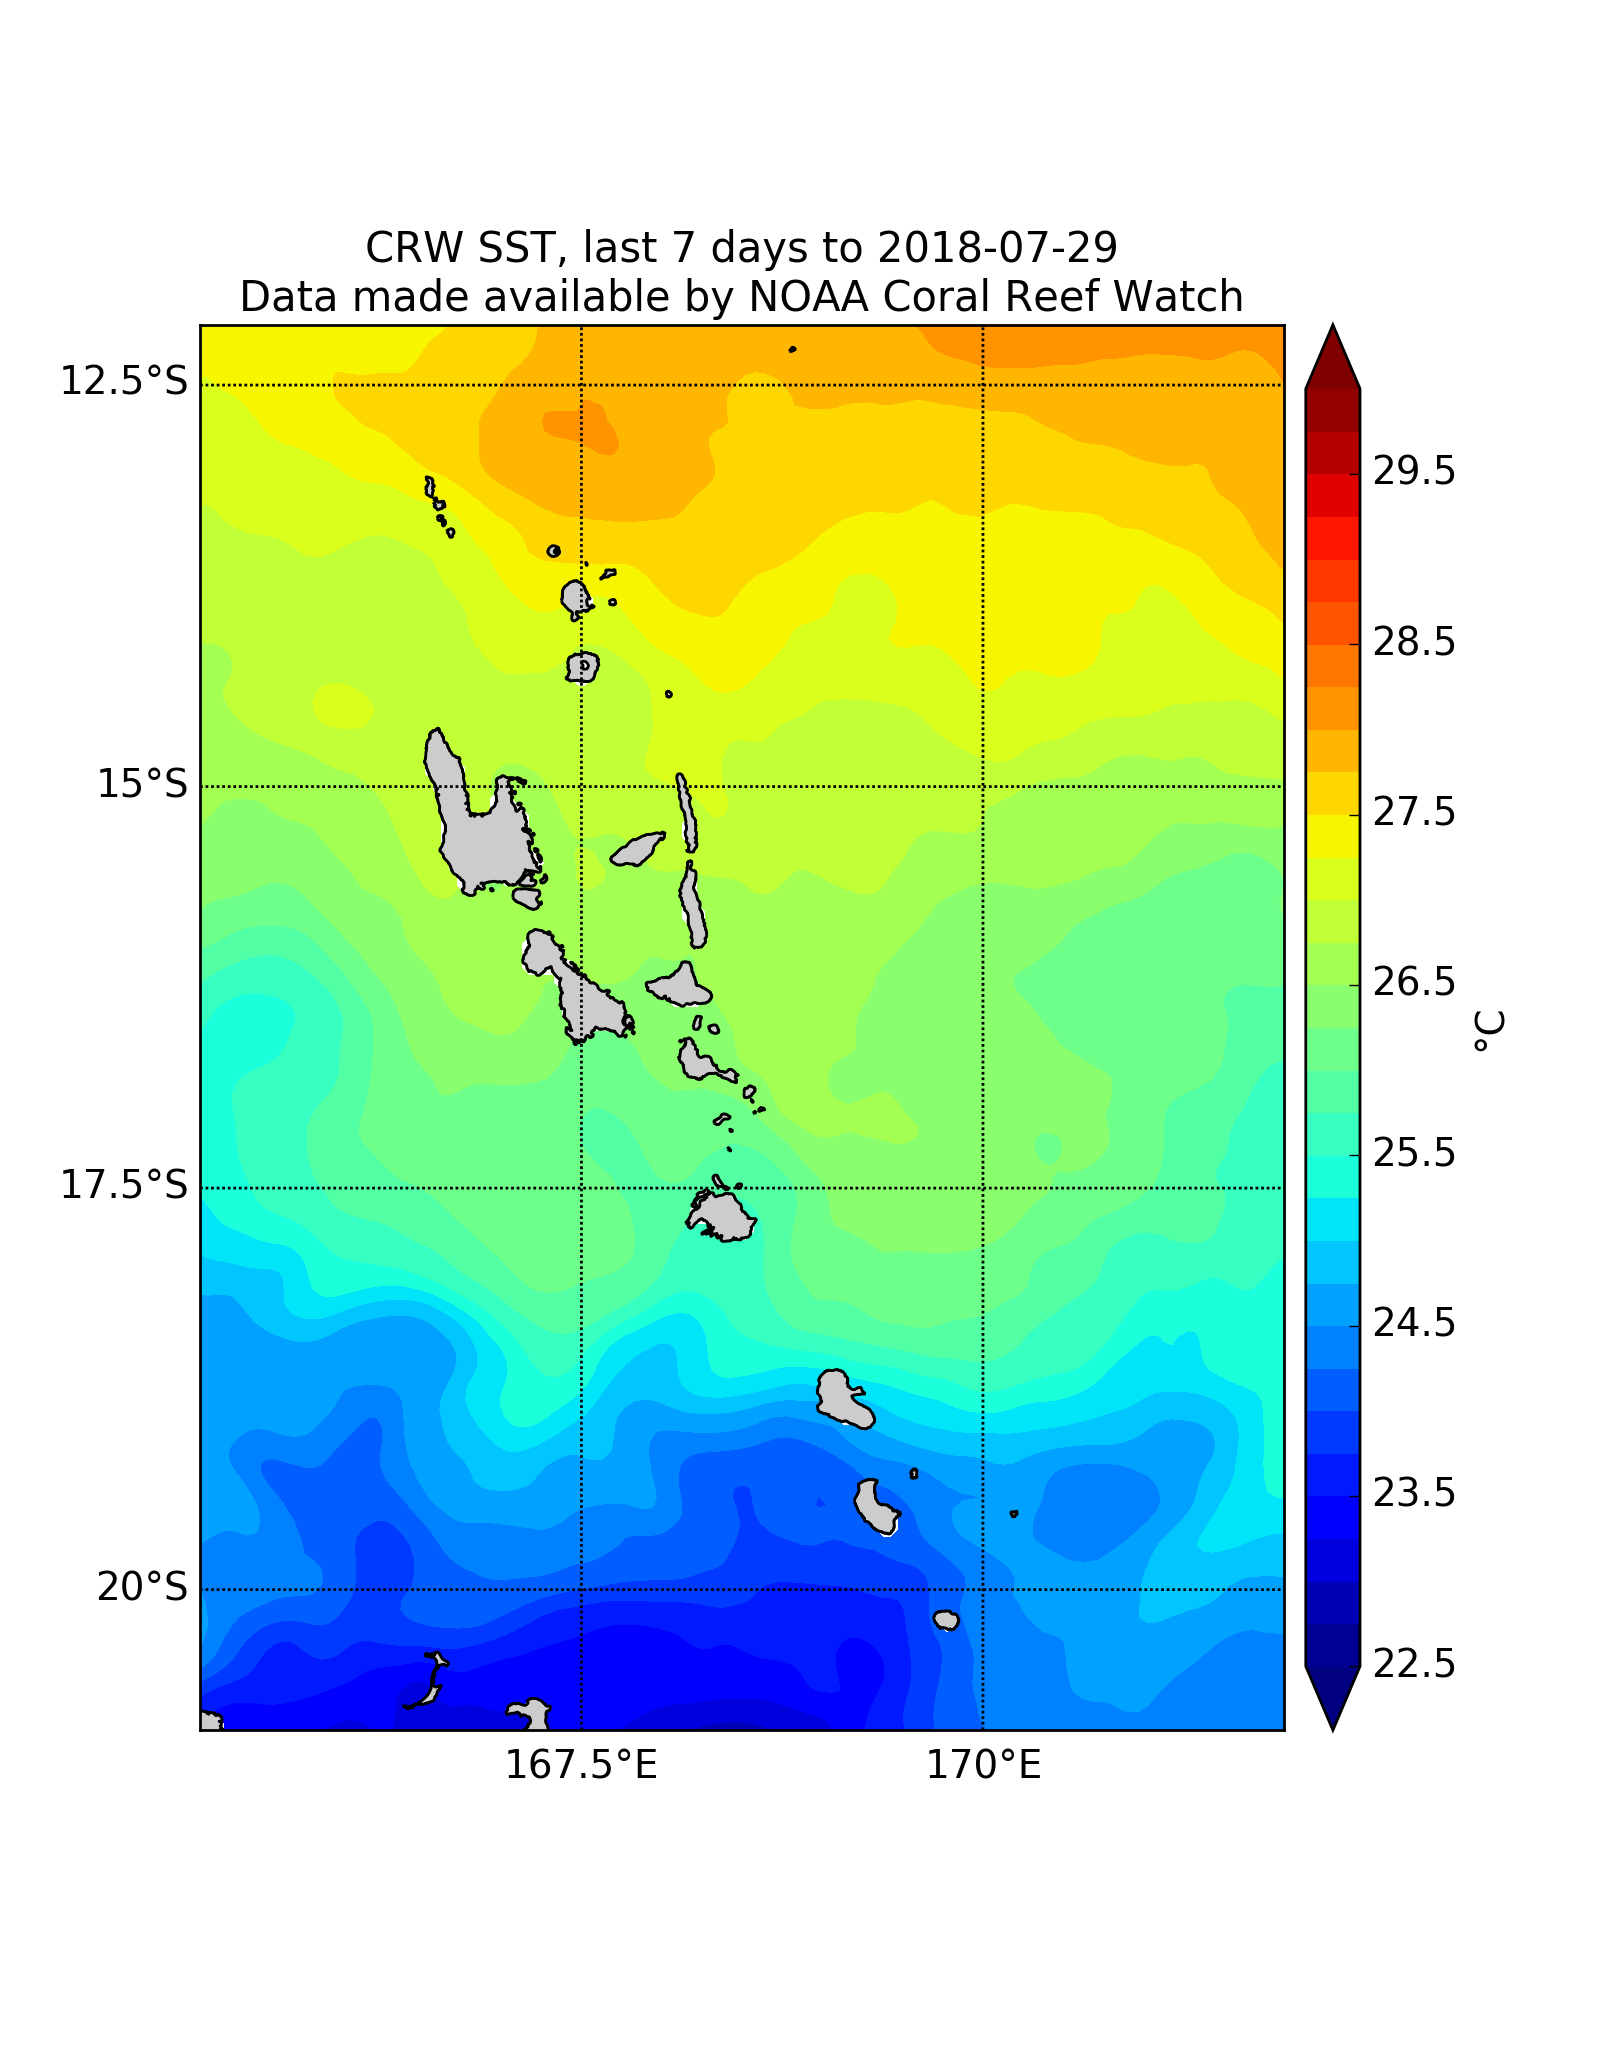 CRW SST, last 7 days to 2018-07-29
Data made available by NOAA Coral Reef Watch
12.5°S
15°S
17.5°S
20°S
167.5°E
170°E
29.5
28.5
27.5
26.5
25.5
24.5
23.5
22.5
°C